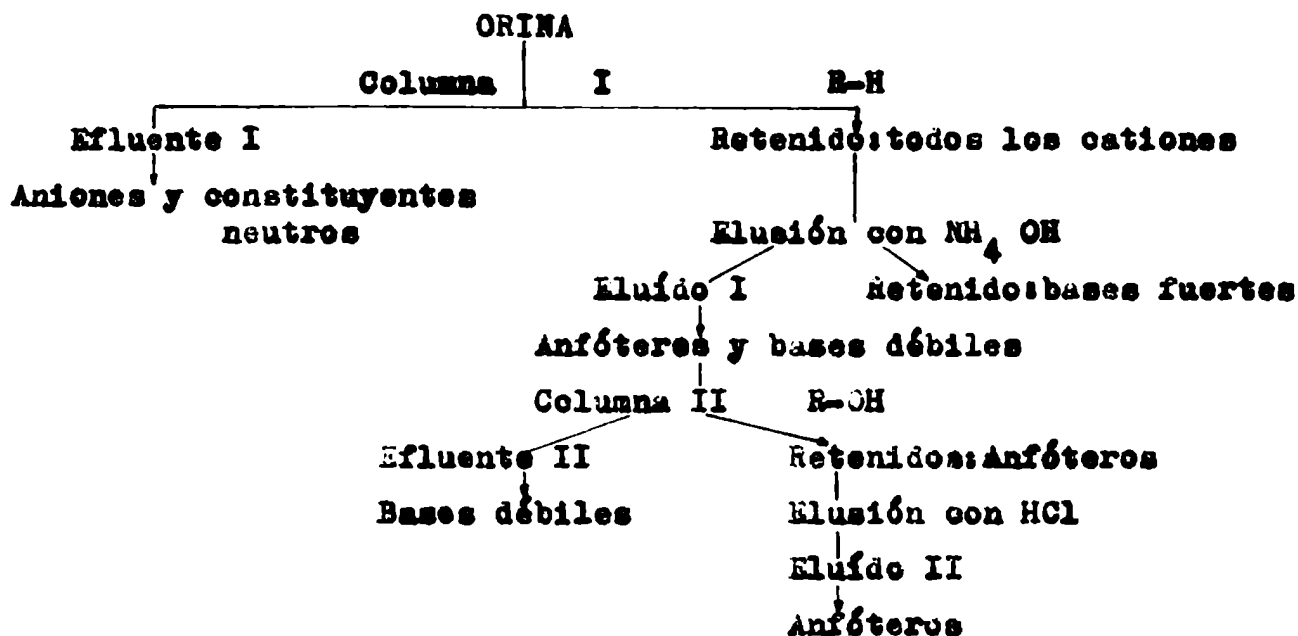 ORINA
Columna I R-H
Efluente I Retenido:todos los cationes
Aniones y constituyentes
neutros
Elusión con NH4 OH
Eluído I Retenido:bases fuertes
Anfóteres y bases débiles
Columna II R-OH
Efluente II Retenidos:Anfóteros
Bases débiles Elusión con HCl
Eluído II
Anfóteros